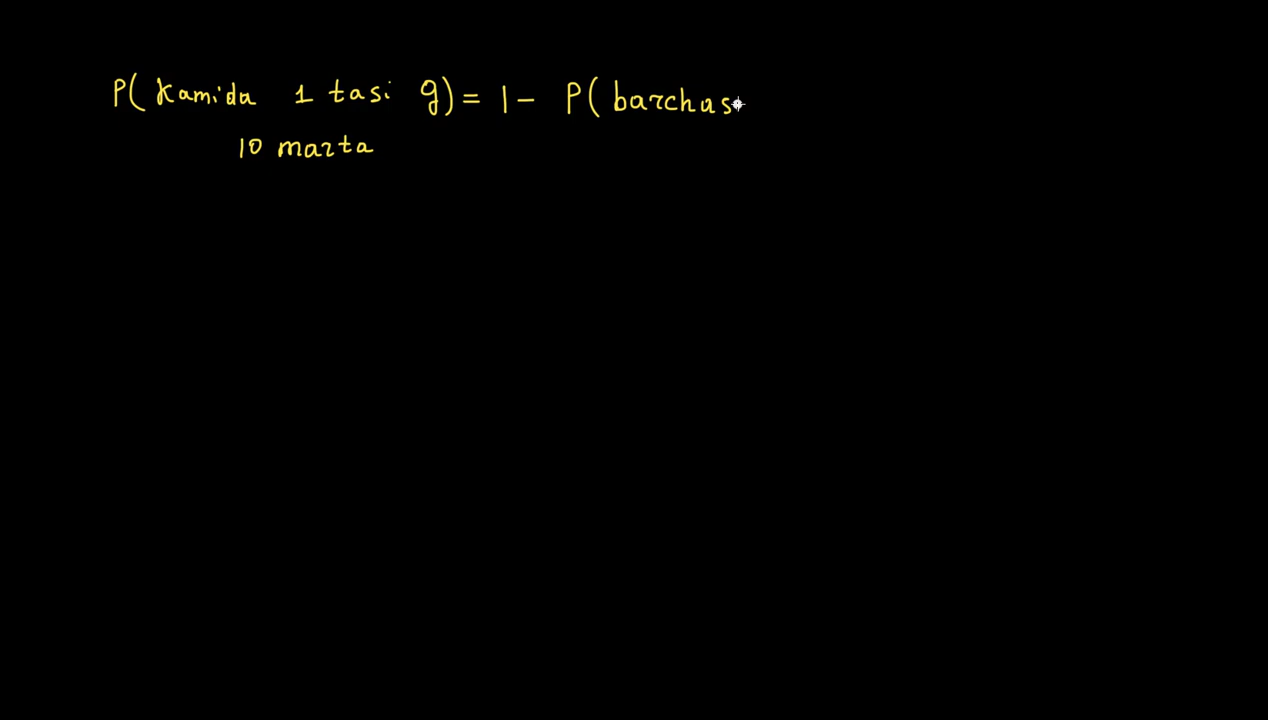 P( kamida 1 tasi g) = 1 - P( barchas
10 marta